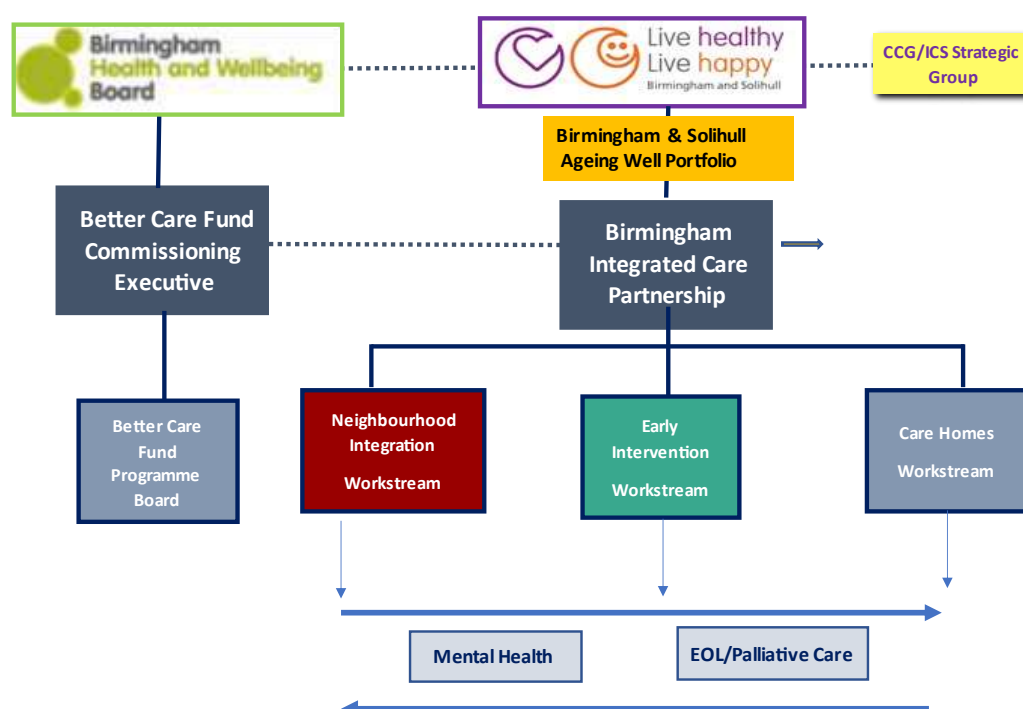 Birmingham
Health and Wellbeing
Board
Live healthy
Live happy
Birmingham and Solihull
CCG/ICS Strategic
Group
Birmingham & Solihull
Ageing Well Portfolio
Better Care Fund
Commissioning
Executive
Birmingham
Integrated Care
Partnership
Better Care
Fund
Programme
Board
Neighbourhood
Integration
Workstream
Early
Intervention
Workstream
Care Homes
Workstream
Mental Health
EOL/Palliative Care